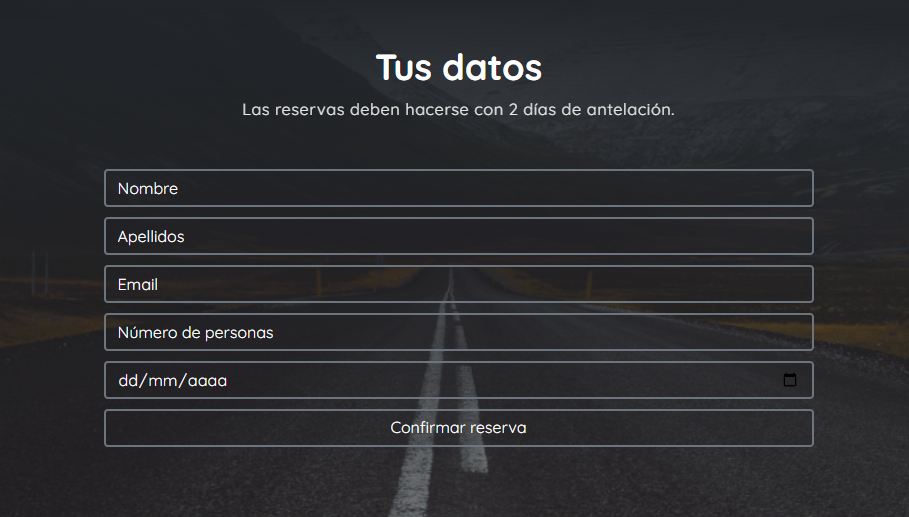 Tus datos
Las reservas deben hacerse con 2 días de antelación.
Nombre
Apellidos
Email
Número de personas
dd/mm/aaaa
Confirmar reserva